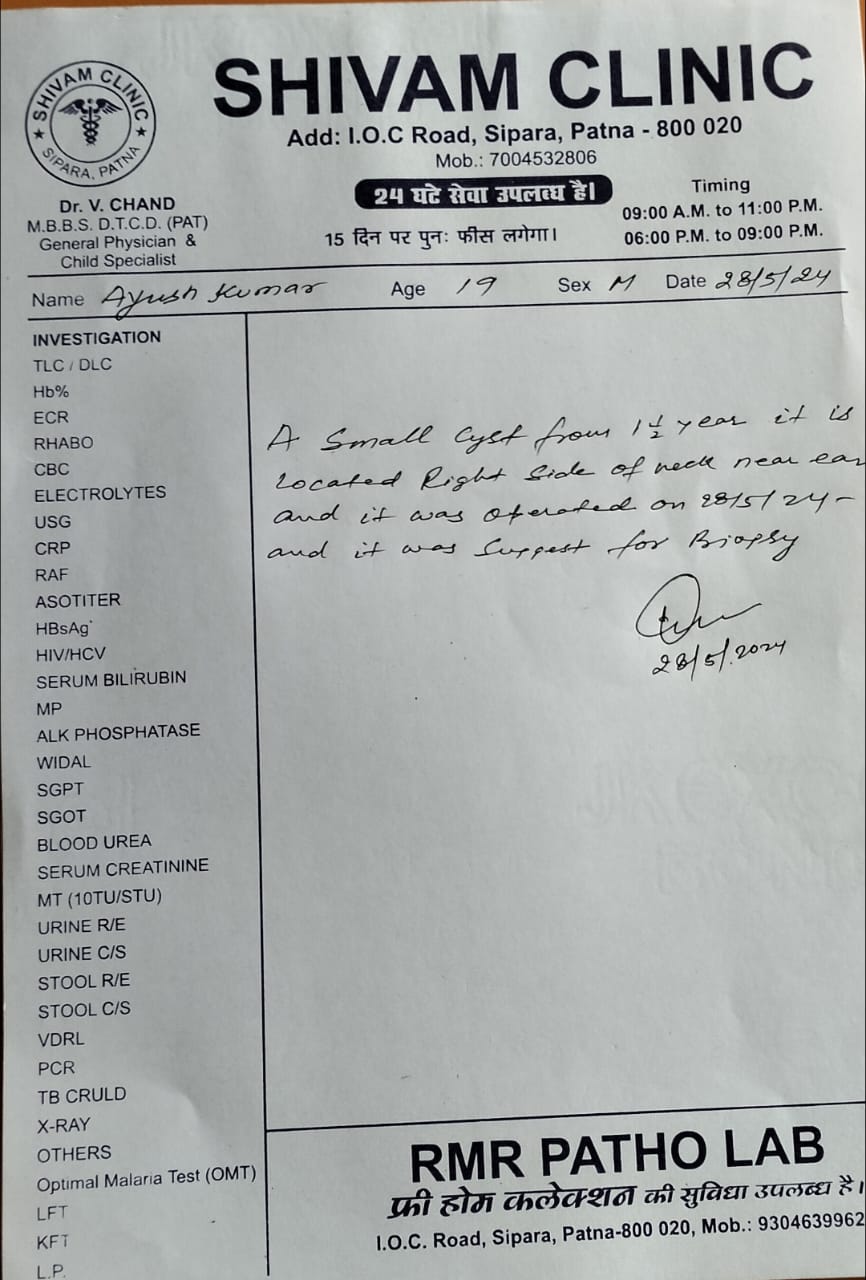 SHIVAM CLINIC
SIPARA, PATNA
SHIVAM CLINIC
Add: I.O.C Road, Sipara, Patna - 800 020
Mob.: 7004532806
24 घंटे सेवा उपलब्ध है।
15 दिन पर पुनः फीस लगेगा।
Timing
09:00 A.M. to 11:00 P.M.
06:00 P.M. to 09:00 P.M.
Dr. V. CHAND
M.B.B.S. D.T.C.D. (PAT)
General Physician &
Child Specialist
Name Ayush Kumar Age 19 Sex M Date 28/5/24
INVESTIGATION
TLC / DLC
Hb%
ECR
RHABO
CBC
ELECTROLYTES
USG
CRP
RAF
ASOTITER
HBsAg
HIV/HCV
SERUM BILIRUBIN
MP
ALK PHOSPHATASE
WIDAL
SGPT
SGOT
BLOOD UREA
SERUM CREATININE
MT (10TU/STU)
URINE R/E
URINE C/S
STOOL R/E
STOOL C/S
VDRL
PCR
TB CRULD
X-RAY
OTHERS
Optimal Malaria Test (OMT)
LFT
KFT
L.P.
A Small Cyst from 1½ year it is
Located Right Side of neck near ear
and it was operated on 28/5/24-
and it was Suggest for Biopsy
28/5/.2024
RMR PATHO LAB
फ्री होम कलेक्शन की सुविधा उपलब्ध है।
I.O.C. Road, Sipara, Patna-800 020, Mob.: 9304639962